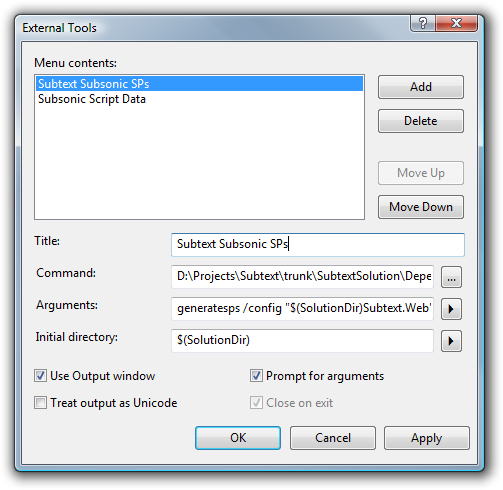 External Tools
Menu contents:
Subtext Subsonic SPs
Subsonic Script Data
Add
Delete
Move Up
Move Down
Title:
Subtext Subsonic SPs
Command:
D:\Projects\Subtext\trunk\SubtextSolution\Depe
...
Arguments:
generatesps /config "$(SolutionDir)Subtext.Web"
Initial directory:
$(SolutionDir)
Use Output window
Prompt for arguments
Treat output as Unicode
Close on exit
OK
Cancel
Apply